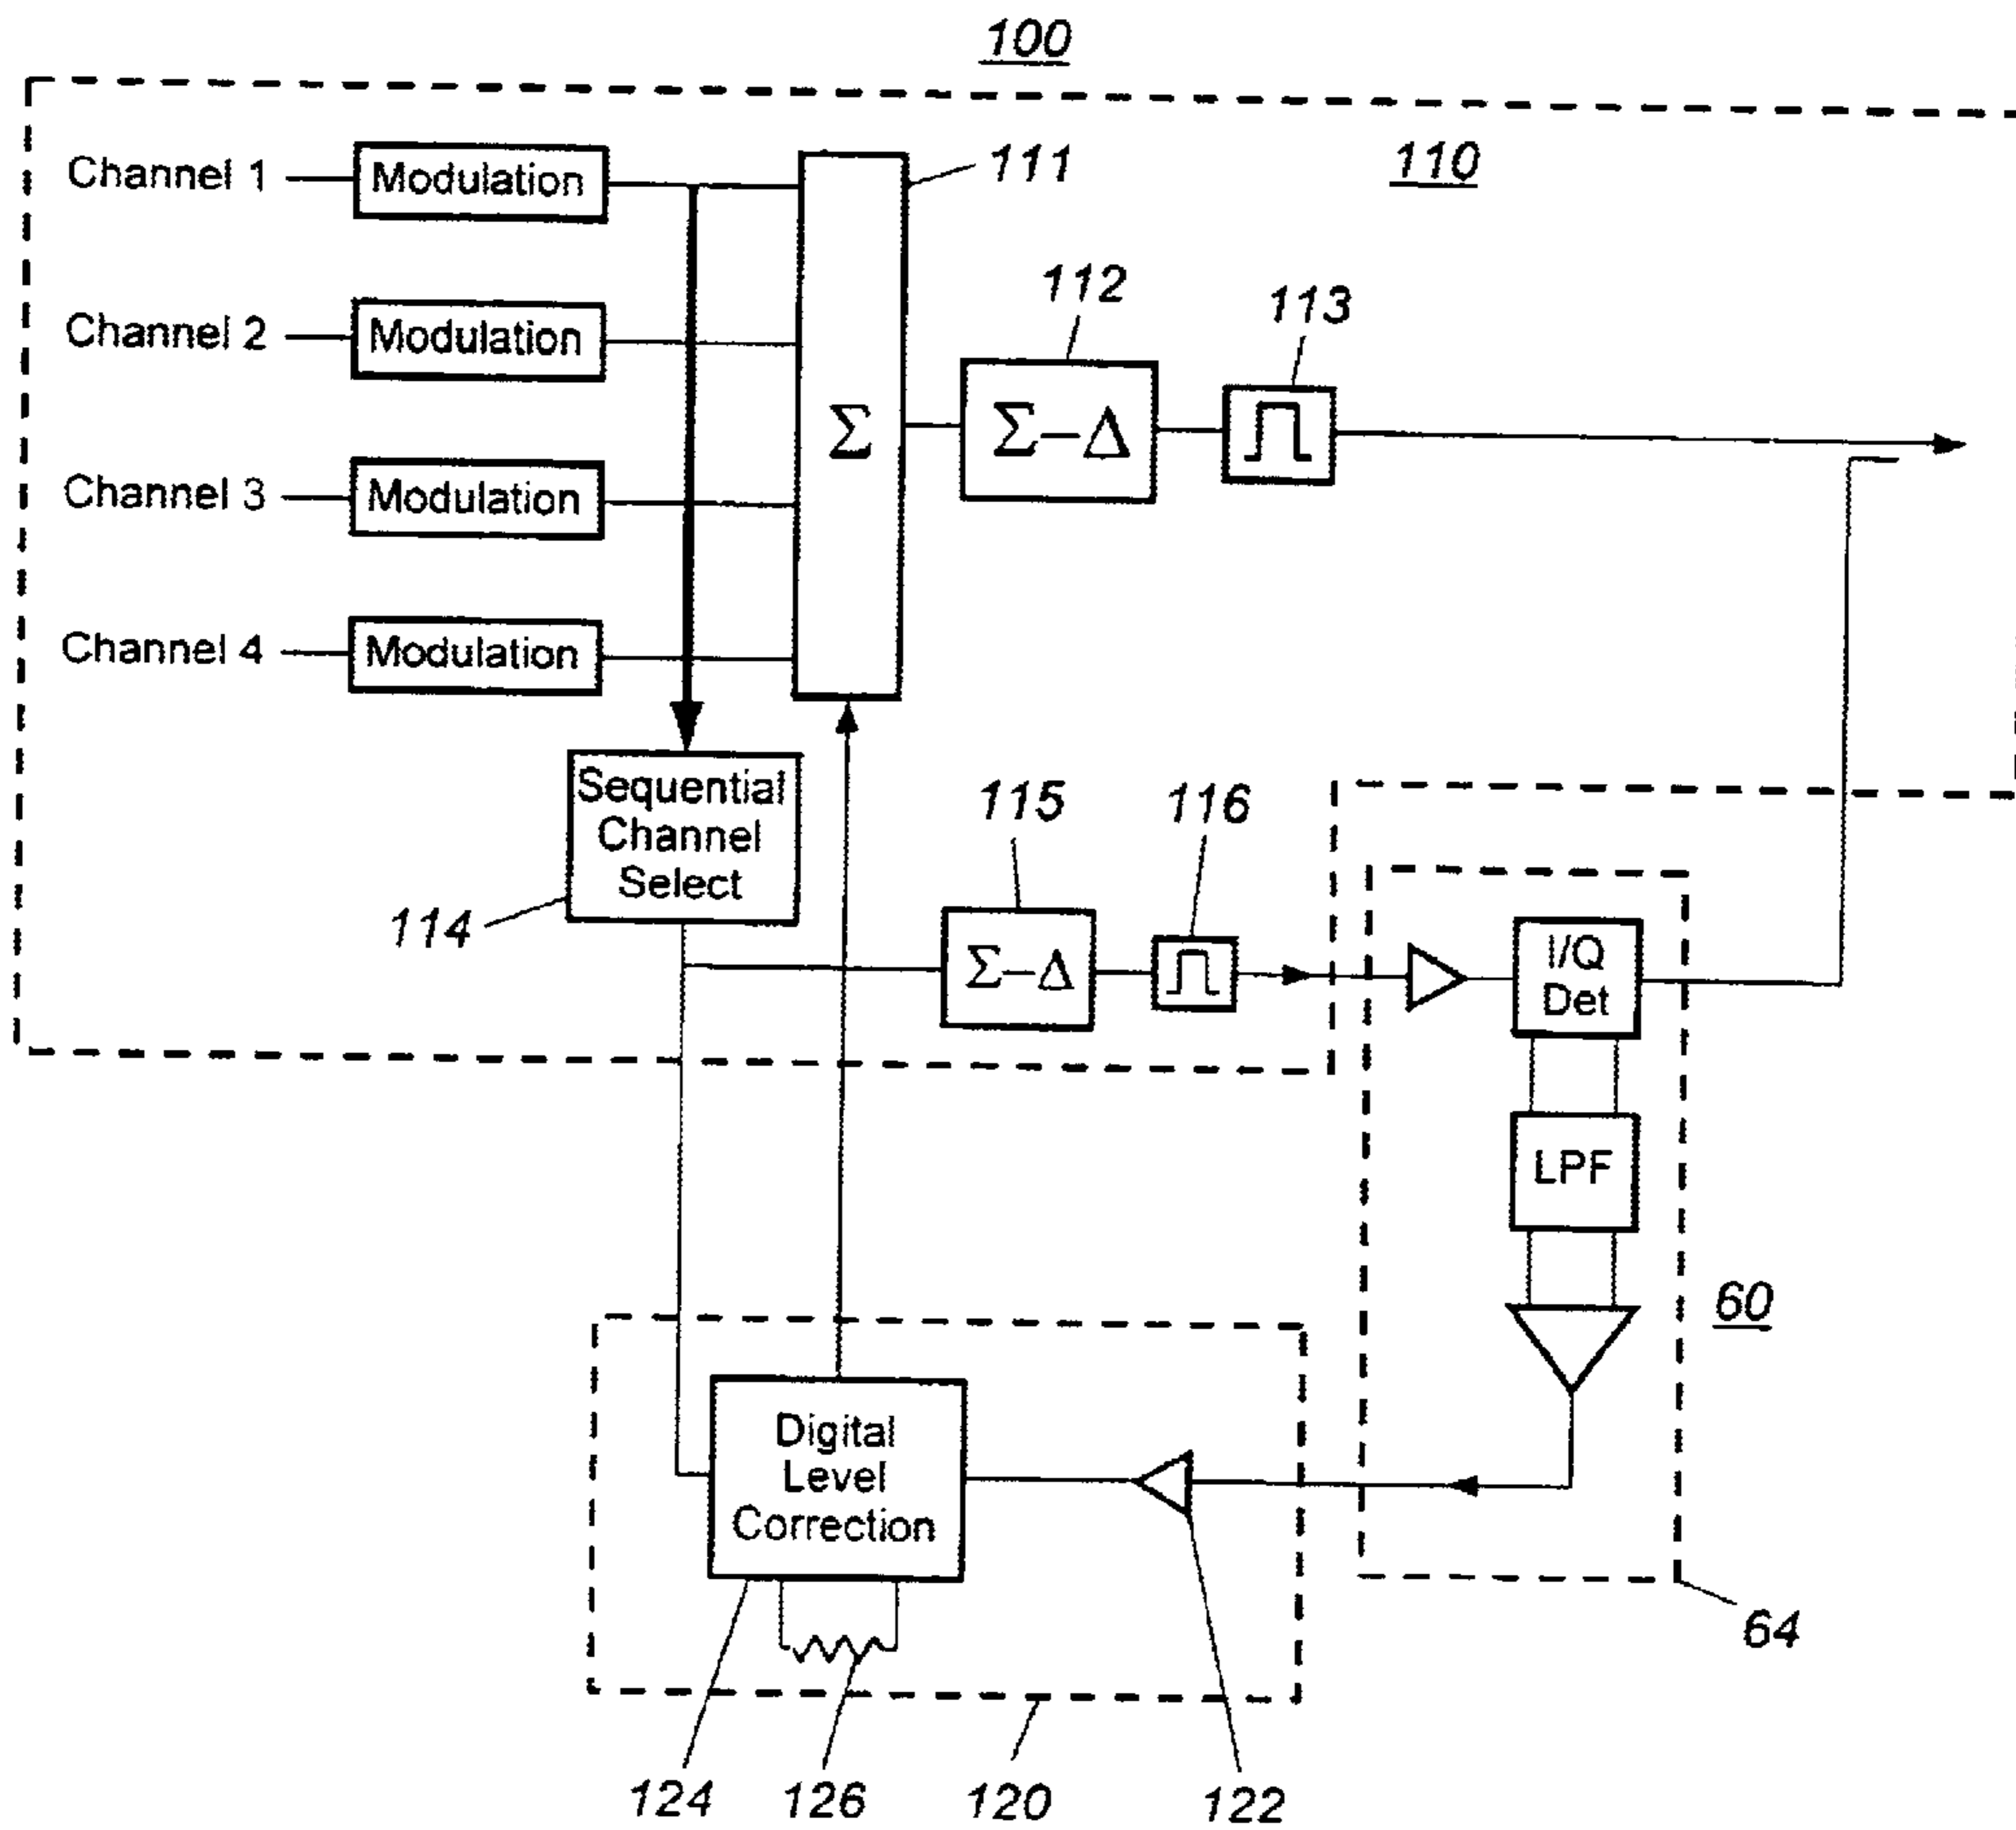 100
110
Channel 1
Modulation
111
Channel 2
Modulation
112
113
Σ
Σ–Δ
Channel 3
Modulation
Channel 4
Modulation
Sequential
Channel
Select
114
115
116
Σ–Δ
I/Q
Det
LPF
60
Digital
Level
Correction
64
124
126
120
122